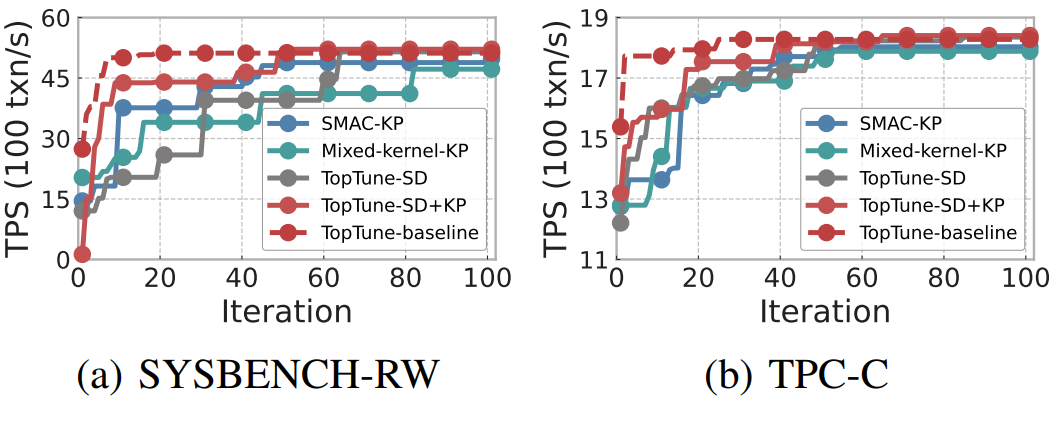 TPS (100 txn/s)
60
45
30
15
0
SMAC-KP
Mixed-kernel-KP
TopTune-SD
TopTune-SD+KP
TopTune-baseline
0 20 40 60 80 100
Iteration
(a) SYSBENCH-RW
TPS (100 txn/s)
19
17
15
13
11
SMAC-KP
Mixed-kernel-KP
TopTune-SD
TopTune-SD+KP
TopTune-baseline
0 20 40 60 80 100
Iteration
(b) TPC-C